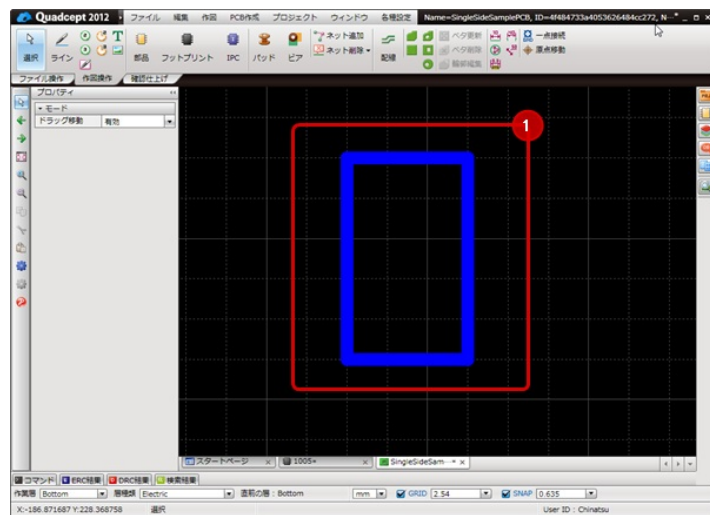 Quadcept 2012 ファイル 編集 作図 PCB作成 プロジェクト ウィンドウ 各種設定 Name=SingleSideSamplePCB, ID=4f484733a4053626484cc272, N
選択 ライン T 部品 フットプリント IPC パッド ビア ネット追加 ネット削除 配線 ベタ更新 ベタ削除 輪郭編集 一点接続 原点移動
ファイル操作 作図操作 確認仕上げ
プロパティ
モード
ドラッグ移動 有効
1
スタートページ x 1005* x SingleSideSam...* x
コマンド ERC結果 DRC結果 検索結果
作業層 Bottom 層種類 Electric 直前の層 : Bottom mm GRID 2.54 SNAP 0.635
X:-186.871687 Y:228.368758 選択 User ID : Chinatsu